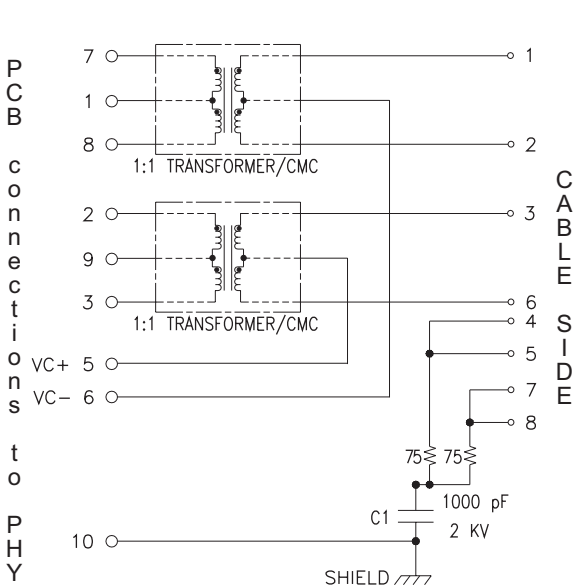 PCB connections to PHY
CABLE SIDE
7
1
8
1
2
1:1 TRANSFORMER/CMC
2
9
3
3
6
1:1 TRANSFORMER/CMC
VC+ 5
VC- 6
4
5
7
8
75
75
C1
1000 pF
2 KV
10
SHIELD